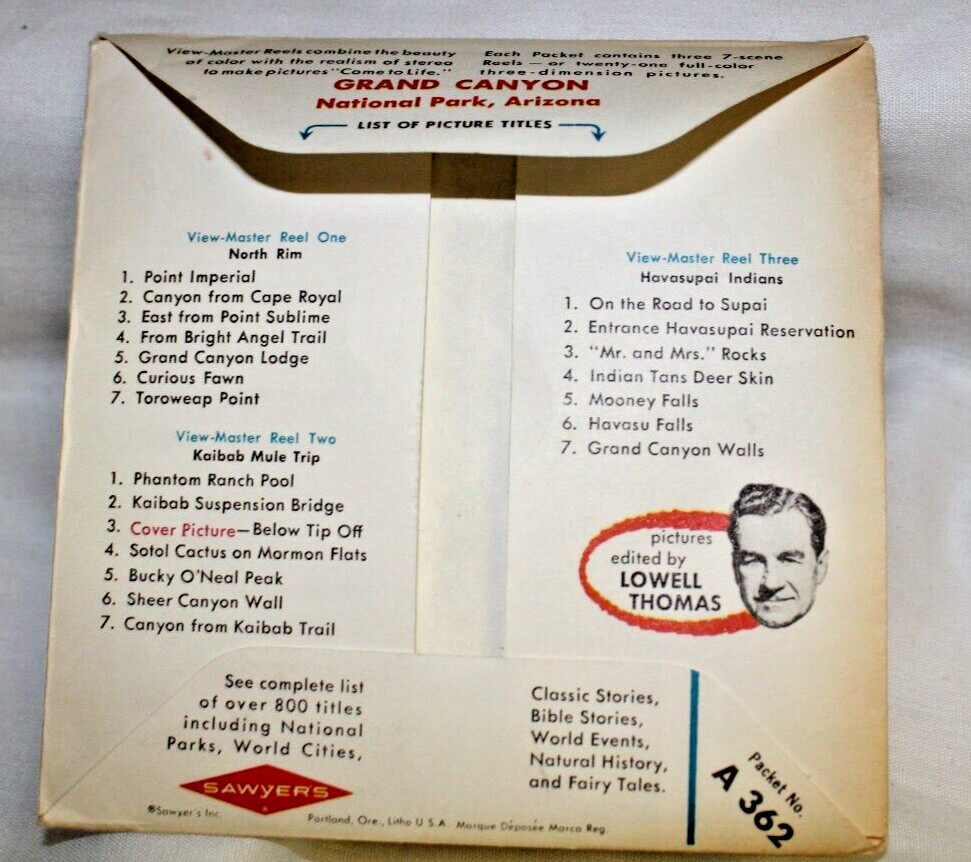 View-Master Reels combine the beauty
of color with the realism of stereo
to make pictures "Come to Life."
Each Packet contains three 7-scene
Reels — or twenty-one full-color
three-dimension pictures.
GRAND CANYON
National Park, Arizona
LIST OF PICTURE TITLES
View-Master Reel One
North Rim
1. Point Imperial
2. Canyon from Cape Royal
3. East from Point Sublime
4. From Bright Angel Trail
5. Grand Canyon Lodge
6. Curious Fawn
7. Toroweap Point
View-Master Reel Two
Kaibab Mule Trip
1. Phantom Ranch Pool
2. Kaibab Suspension Bridge
3. Cover Picture—Below Tip Off
4. Sotol Cactus on Mormon Flats
5. Bucky O'Neal Peak
6. Sheer Canyon Wall
7. Canyon from Kaibab Trail
View-Master Reel Three
Havasupai Indians
1. On the Road to Supai
2. Entrance Havasupai Reservation
3. "Mr. and Mrs." Rocks
4. Indian Tans Deer Skin
5. Mooney Falls
6. Havasu Falls
7. Grand Canyon Walls
pictures
edited by
LOWELL
THOMAS
See complete list
of over 800 titles
including National
Parks, World Cities,
Classic Stories,
Bible Stories,
World Events,
Natural History,
and Fairy Tales.
SAWYER'S
®Sawyer's Inc.
Portland, Ore., Litho U S A. Marque Déposée Marca Reg.
Packet No.
A 362